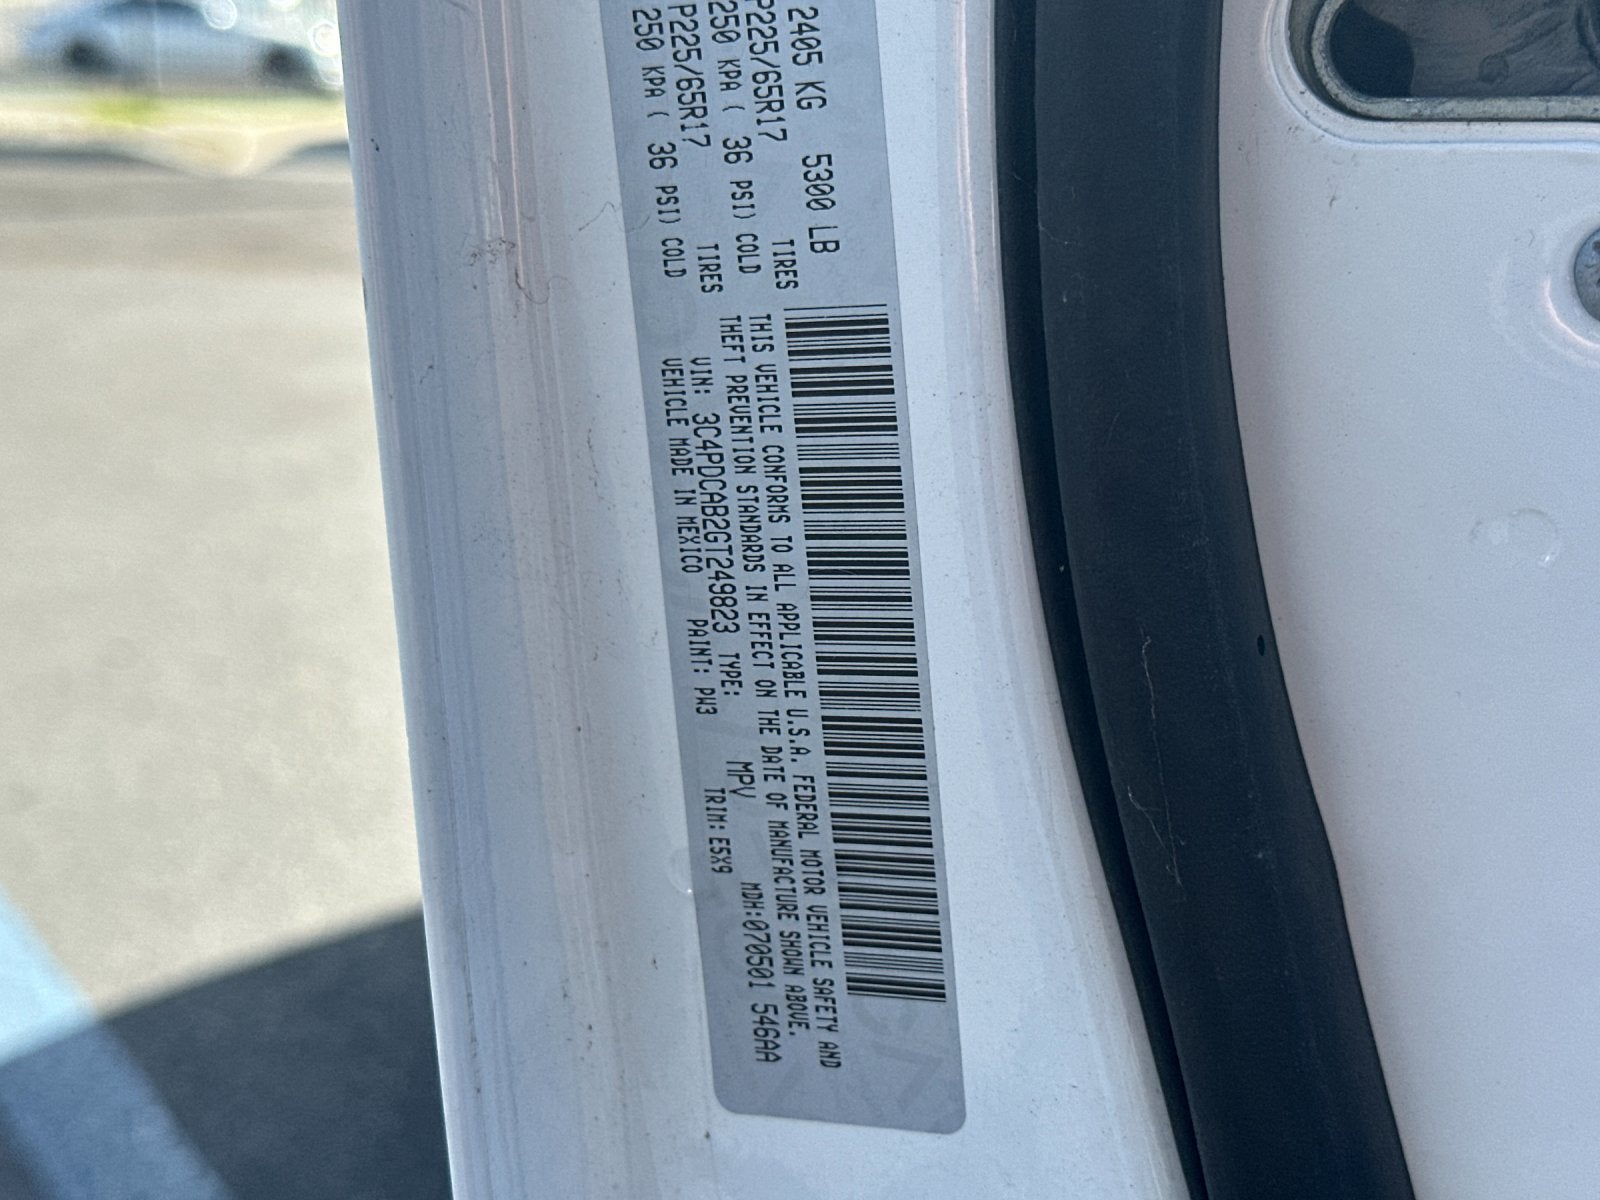 2405 KG 5300 LB
P225/65R17 TIRES
250 KPA ( 36 PSI) COLD
P225/65R17 TIRES
250 KPA ( 36 PSI) COLD
THIS VEHICLE CONFORMS TO ALL APPLICABLE U.S.A. FEDERAL MOTOR VEHICLE SAFETY AND
THEFT PREVENTION STANDARDS IN EFFECT ON THE DATE OF MANUFACTURE SHOWN ABOVE.
VIN: 3C4PDCAB2GT249823 TYPE: MPV MDH:070501 546AA
VEHICLE MADE IN MEXICO PAINT: PW3 TRIM: E5X9